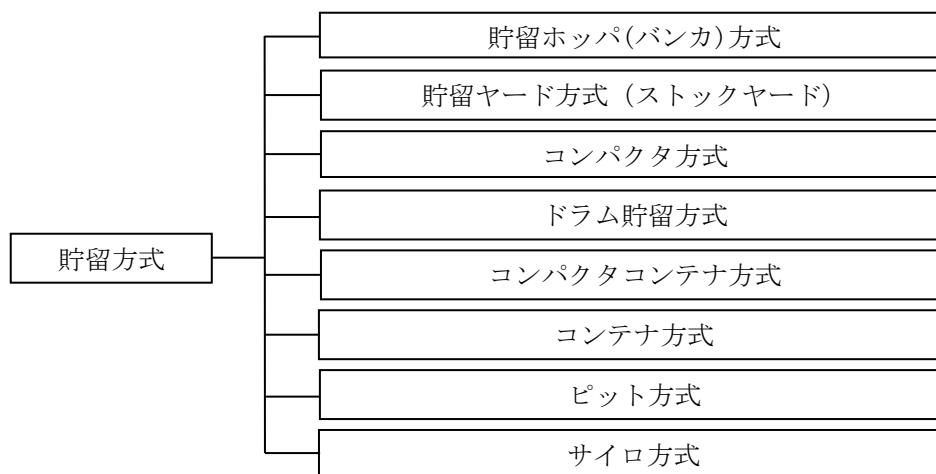 貯留方式
貯留ホッパ(バンカ)方式
貯留ヤード方式（ストックヤード）
コンパクタ方式
ドラム貯留方式
コンパクタコンテナ方式
コンテナ方式
ピット方式
サイロ方式